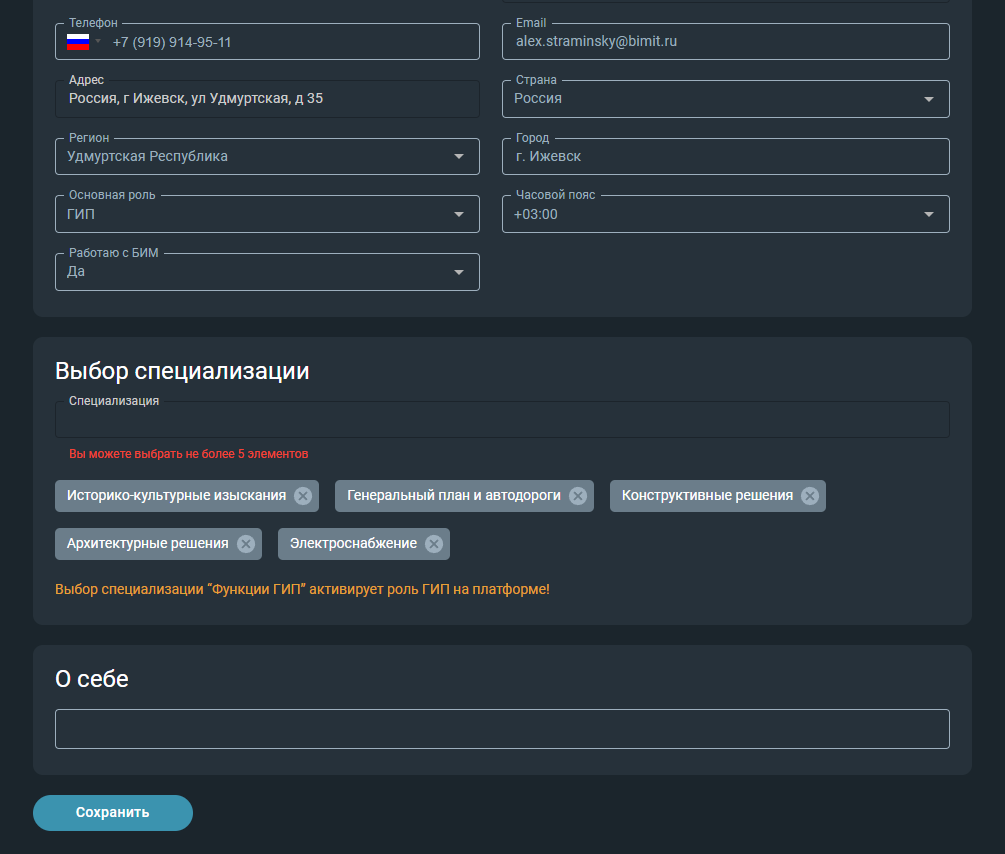 Телефон
+7 (919) 914-95-11
Email
alex.straminsky@bimit.ru
Адрес
Россия, г Ижевск, ул Удмуртская, д 35
Страна
Россия
Регион
Удмуртская Республика
Город
г. Ижевск
Основная роль
ГИП
Часовой пояс
+03:00
Работаю с БИМ
Да
Выбор специализации
Специализация
Вы можете выбрать не более 5 элементов
Историко-культурные изыскания
Генеральный план и автодороги
Конструктивные решения
Архитектурные решения
Электроснабжение
Выбор специализации “Функции ГИП” активирует роль ГИП на платформе!
О себе
Сохранить